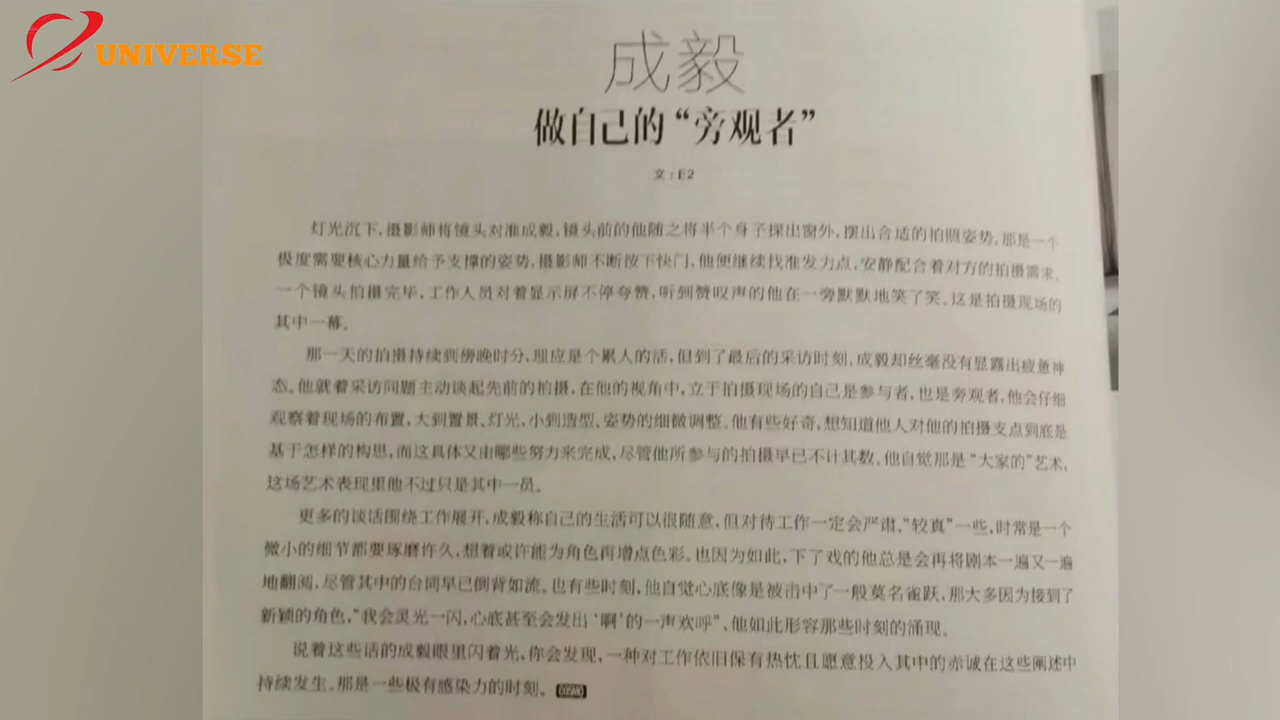 UNIVERSE
成毅
做自己的“旁观者”
文：E2
灯光沉下，摄影师将镜头对准成毅，镜头前的他随之将半个身子探出窗外，摆出合适的拍照姿势。那是一个
极度需要核心力量给予支撑的姿势，摄影师不断按下快门，他便继续找准发力点，安静配合着对方的拍摄需求。
一个镜头拍摄完毕，工作人员对着显示屏不停夸赞，听到赞叹声的他在一旁默默地笑了笑。这是拍摄现场的
其中一幕。
那一天的拍摄持续到傍晚时分，理应是个累人的活，但到了最后的采访时刻，成毅却丝毫没有显露出疲惫神
态。他就着采访问题主动谈起先前的拍摄，在他的视角中，立于拍摄现场的自己是参与者，也是旁观者，他会仔细
观察着现场的布置，大到置景、灯光，小到造型、姿势的细微调整。他有些好奇，想知道他人对他的拍摄支点到底是
基于怎样的构思，而这具体又由哪些努力来完成，尽管他所参与的拍摄早已不计其数。他自觉那是“大家的”艺术，
这场艺术表现里他不过只是其中一员。
更多的谈话围绕工作展开，成毅称自己的生活可以很随意，但对待工作一定会严肃、“较真”一些，时常是一个
微小的细节都要琢磨许久，想着或许能为角色再增点色彩。也因为如此，下了戏的他总是会再将剧本一遍又一遍
地翻阅，尽管其中的台词早已倒背如流。也有些时刻，他自觉心底像是被击中了一般莫名雀跃，那大多因为接到了
新颖的角色，“我会灵光一闪，心底甚至会发出‘啊’的一声欢呼”、他如此形容那些时刻的涌现。
说着这些话的成毅眼里闪着光，你会发现，一种对工作依旧保有热忱且愿意投入其中的赤诚在这些阐述中
持续发生。那是一些极有感染力的时刻。 COSMO